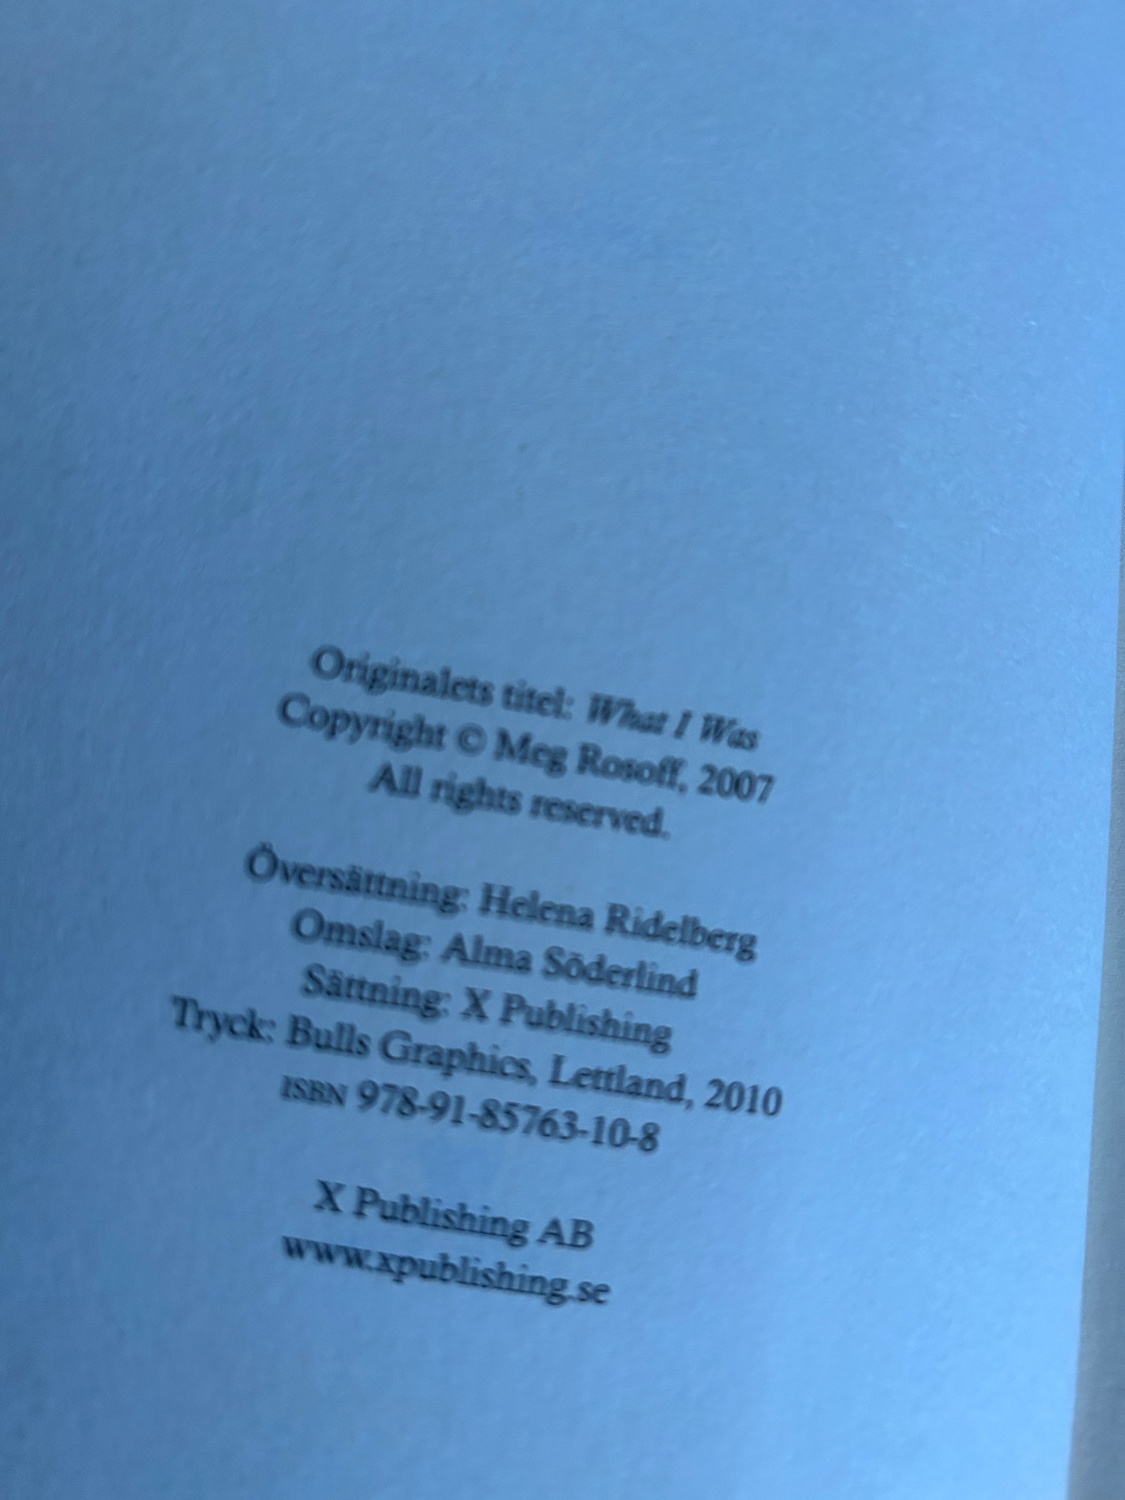 Originalets titel: What I Was
Copyright © Meg Rosoff, 2007
All rights reserved.
Översättning: Helena Ridelberg
Omslag: Alma Söderlind
Sättning: X Publishing
Tryck: Bulls Graphics, Lettland, 2010
ISBN 978-91-85763-10-8
X Publishing AB
www.xpublishing.se